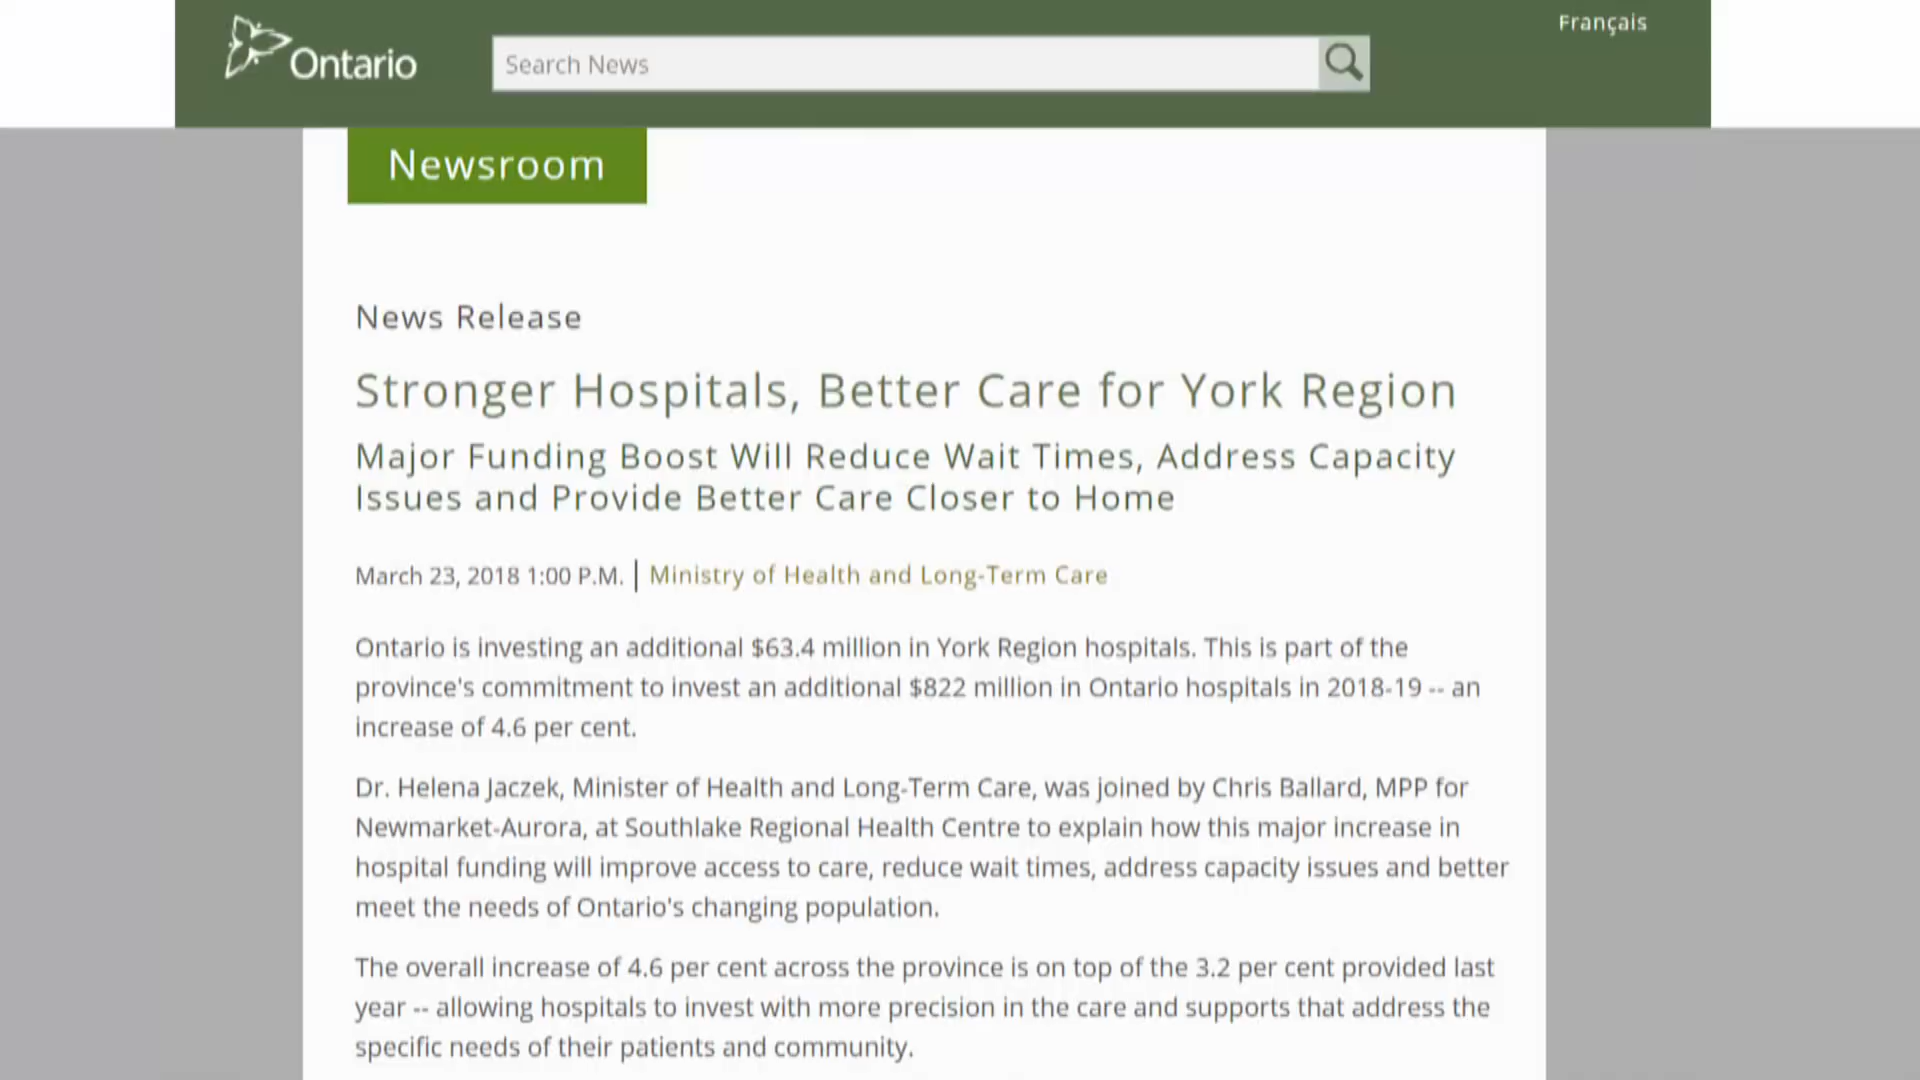 Ontario
Search News
Français
Newsroom
News Release
Stronger Hospitals, Better Care for York Region
Major Funding Boost Will Reduce Wait Times, Address Capacity
Issues and Provide Better Care Closer to Home
March 23, 2018 1:00 P.M. | Ministry of Health and Long-Term Care
Ontario is investing an additional $63.4 million in York Region hospitals. This is part of the
province's commitment to invest an additional $822 million in Ontario hospitals in 2018-19 -- an
increase of 4.6 per cent.
Dr. Helena Jaczek, Minister of Health and Long-Term Care, was joined by Chris Ballard, MPP for
Newmarket-Aurora, at Southlake Regional Health Centre to explain how this major increase in
hospital funding will improve access to care, reduce wait times, address capacity issues and better
meet the needs of Ontario's changing population.
The overall increase of 4.6 per cent across the province is on top of the 3.2 per cent provided last
year -- allowing hospitals to invest with more precision in the care and supports that address the
specific needs of their patients and community.